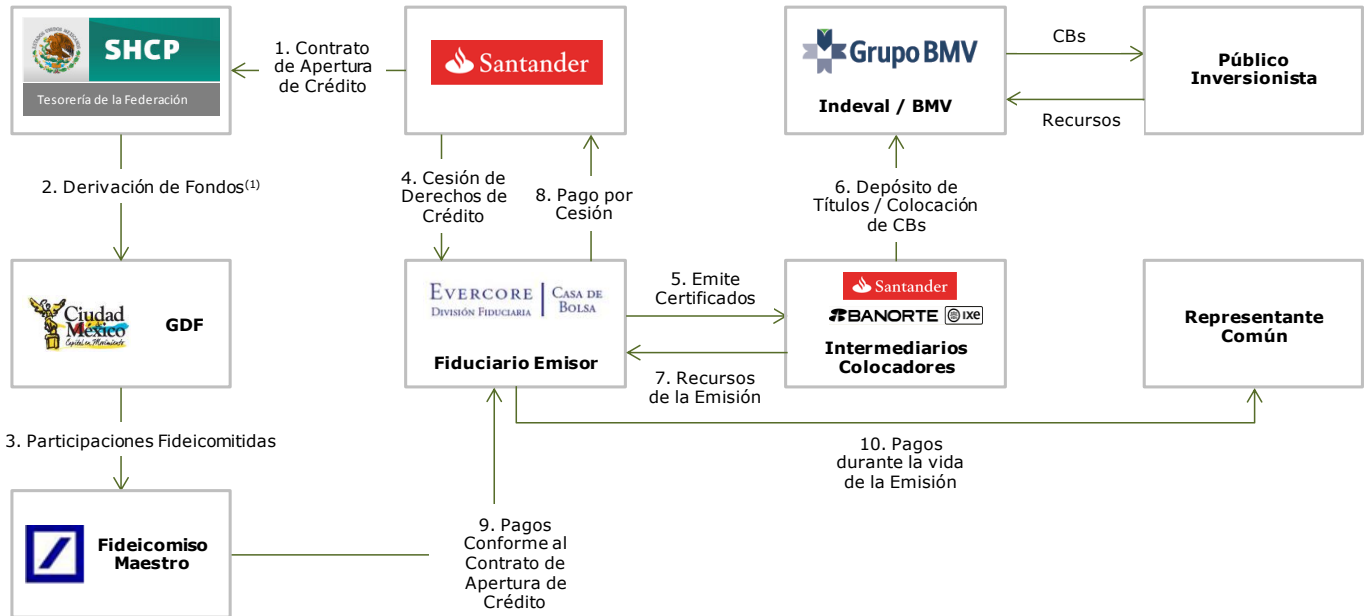 SHCP
Tesorería de la Federación
1. Contrato
de Apertura
de Crédito
Santander
Grupo BMV
Indeval / BMV
CBs
Recursos
Público
Inversionista
2. Derivación de Fondos(1)
4. Cesión de
Derechos de
Crédito
8. Pago por
Cesión
6. Depósito de
Títulos / Colocación
de CBs
Ciudad
México
Capital en Movimiento
GDF
EVERCORE
DIVISIÓN FIDUCIARIA
CASA DE
BOLSA
Fiduciario Emisor
5. Emite
Certificados
7. Recursos
de la Emisión
Santander
BANORTE
IXE
Intermediarios
Colocadores
Representante
Común
3. Participaciones Fideicomitidas
10. Pagos
durante la vida
de la Emisión
Fideicomiso
Maestro
9. Pagos
Conforme al
Contrato de
Apertura de
Crédito